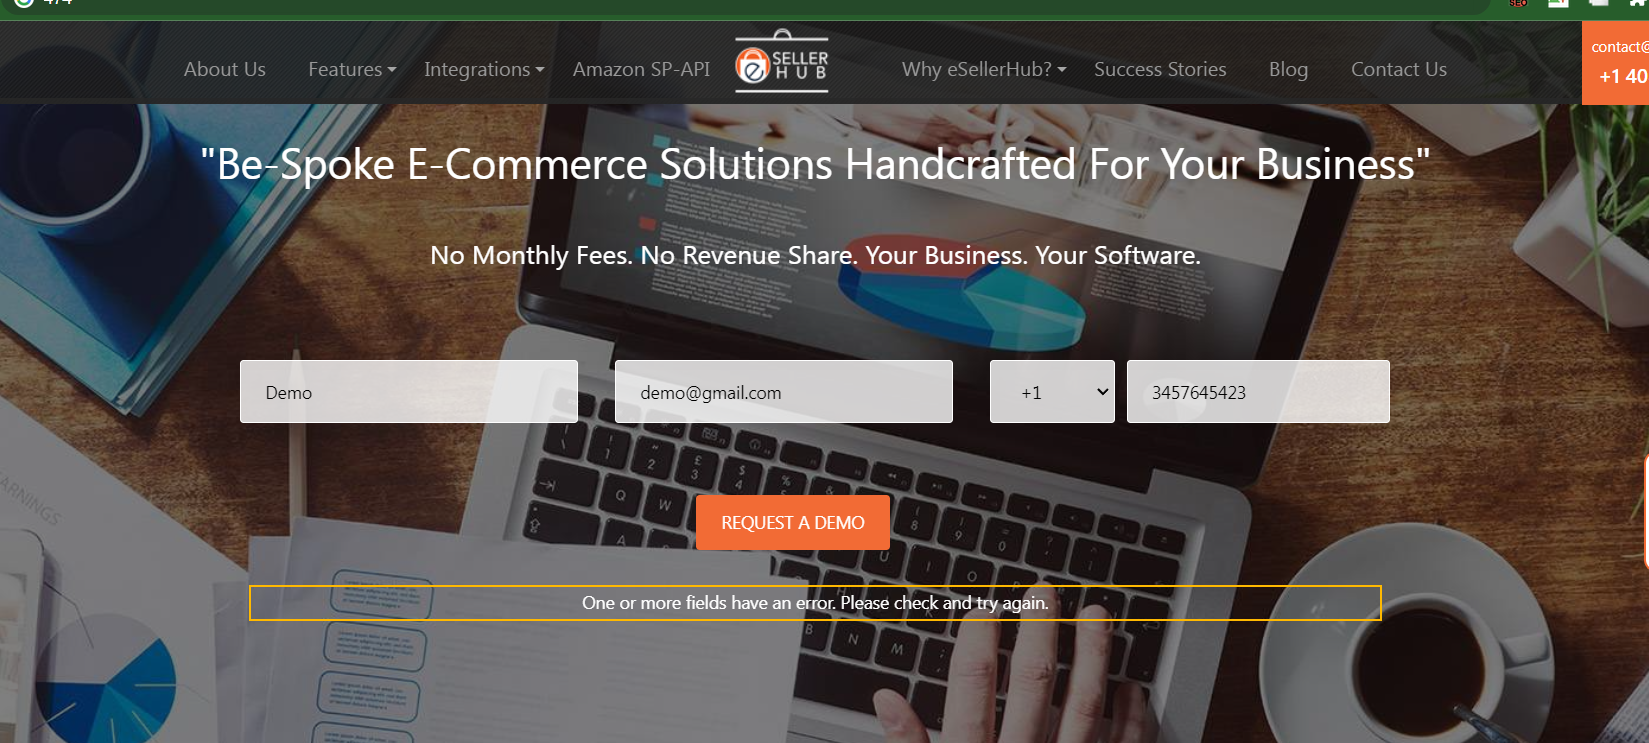 About Us Features Integrations Amazon SP-API SELLER HUB Why eSellerHub? Success Stories Blog Contact Us
contact@
+1 40
"Be-Spoke E-Commerce Solutions Handcrafted For Your Business"
No Monthly Fees. No Revenue Share. Your Business. Your Software.
Demo demo@gmail.com +1 3457645423
REQUEST A DEMO
One or more fields have an error. Please check and try again.